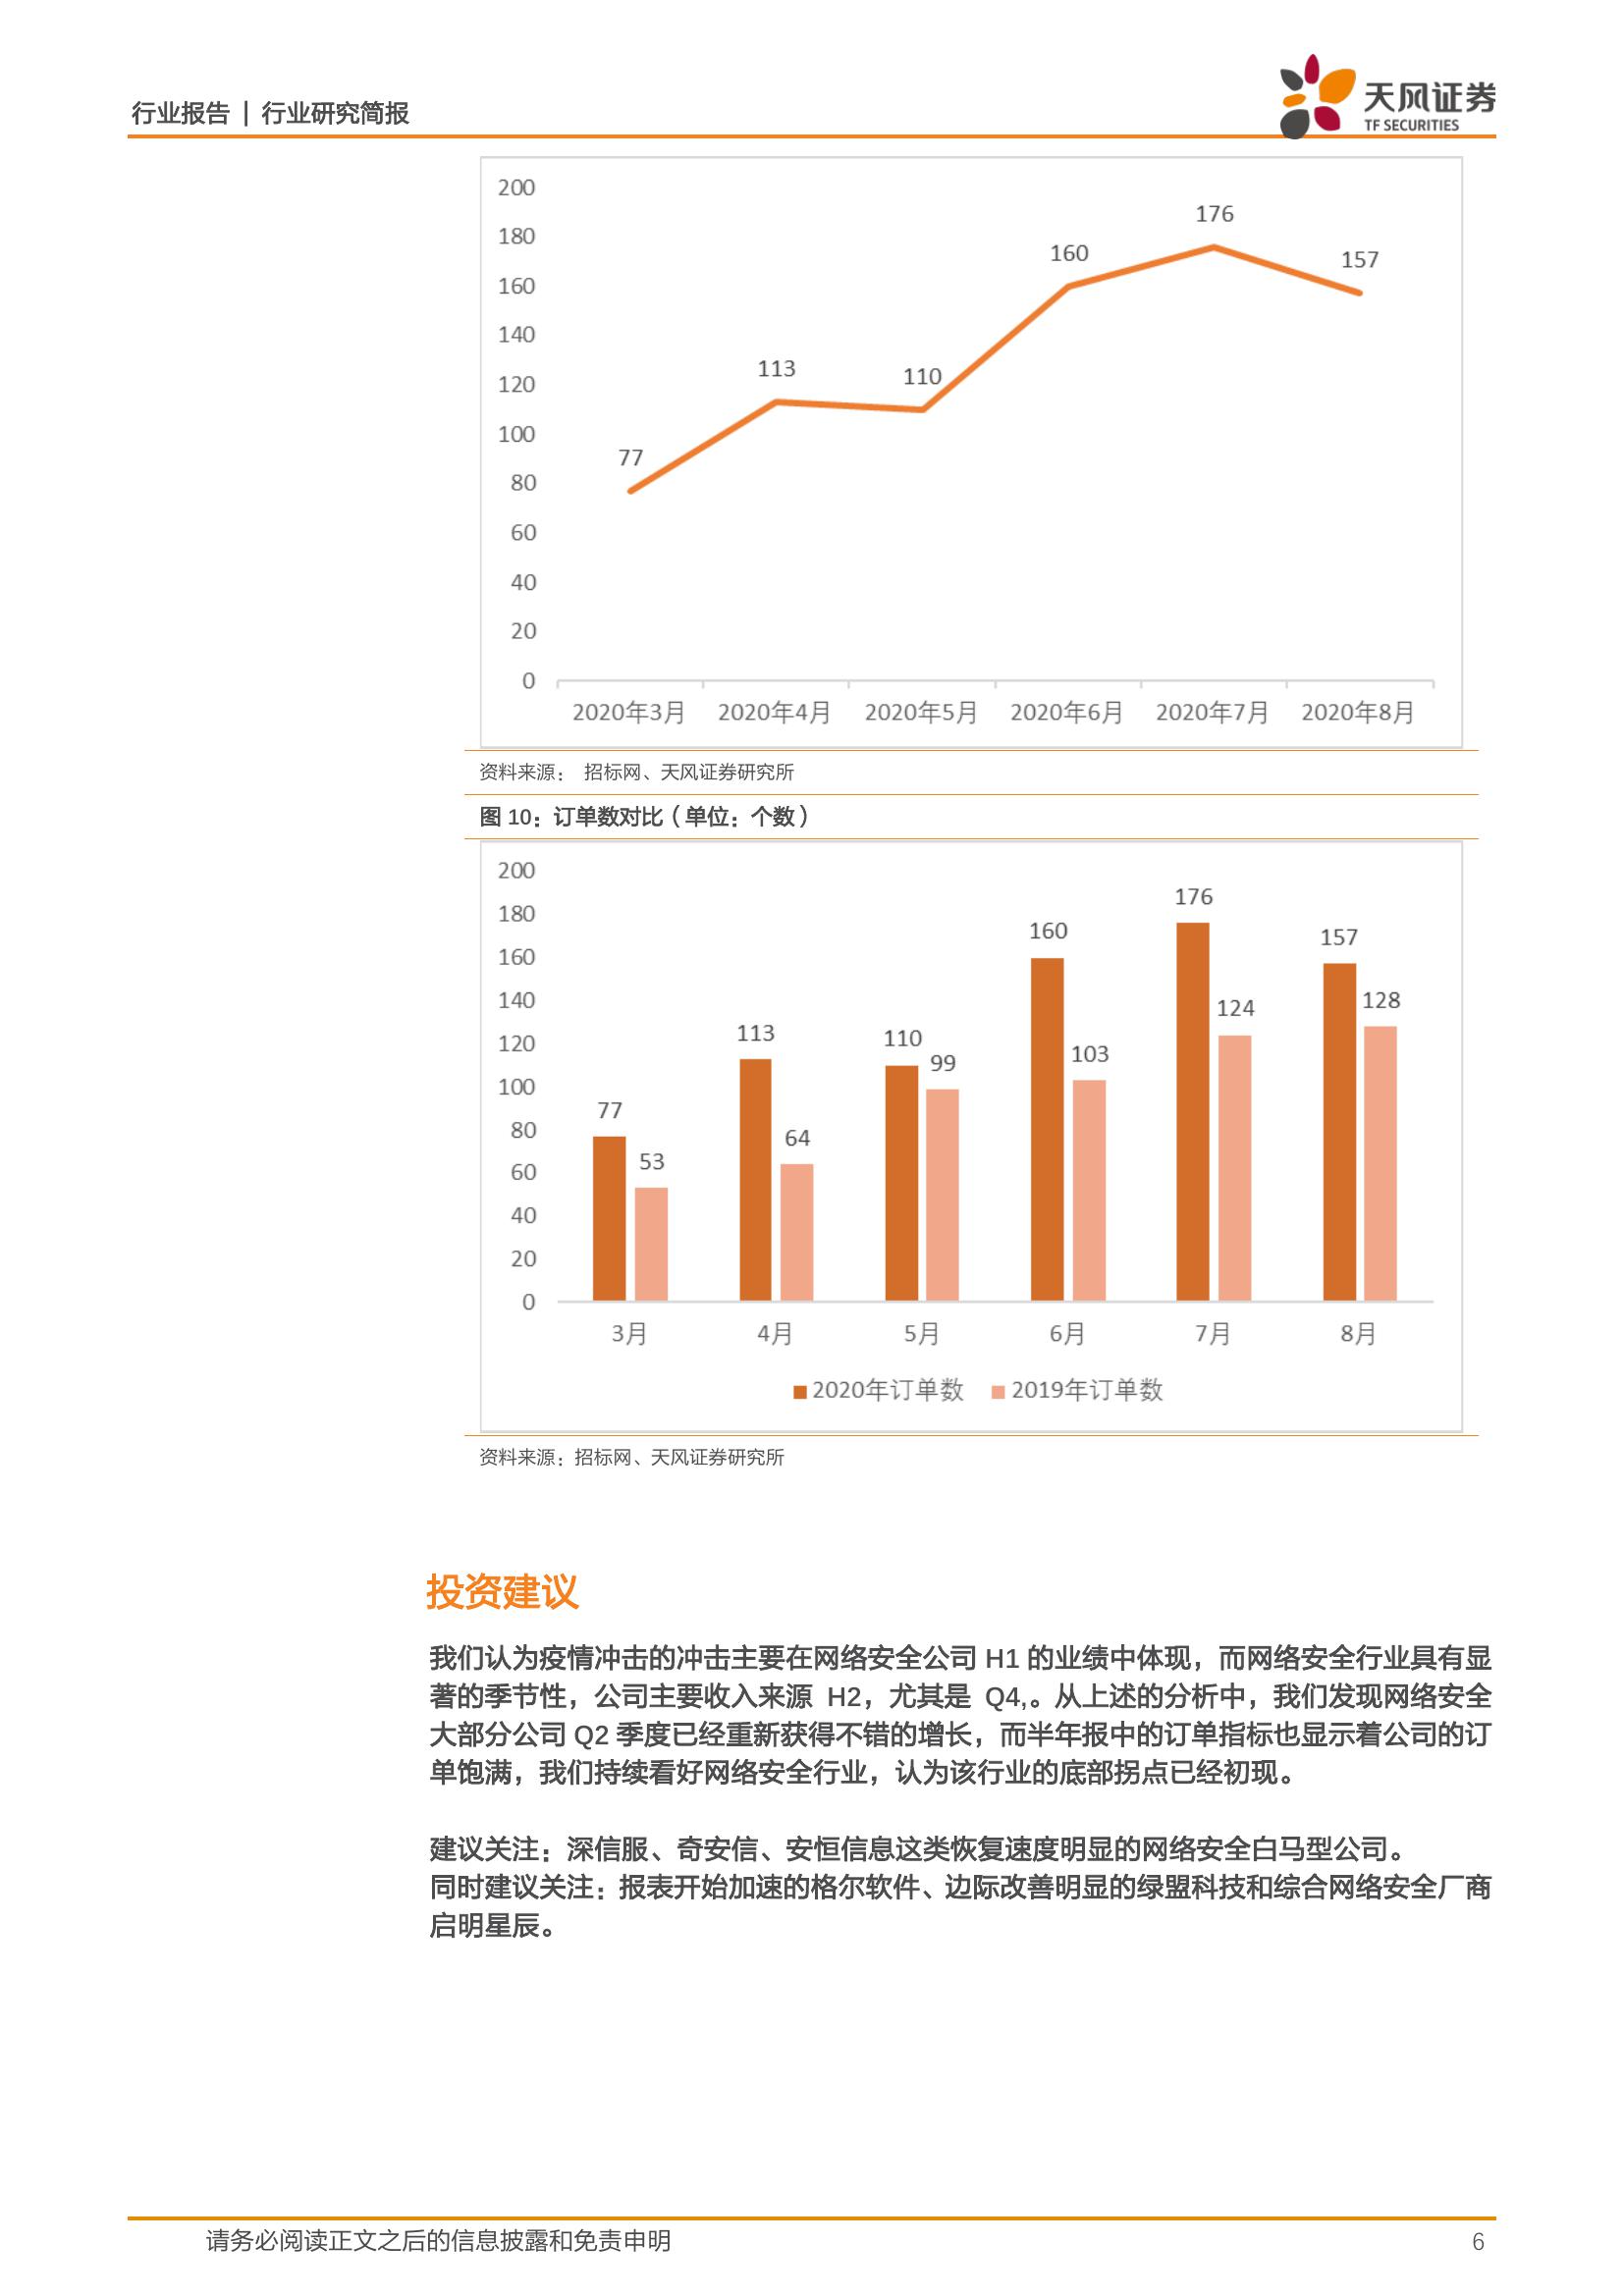 行业报告 | 行业研究简报
天风证券
TF SECURITIES
200
180
160
140
120
100
80
60
40
20
0
77
113
110
160
176
157
2020年3月 2020年4月 2020年5月 2020年6月 2020年7月 2020年8月
资料来源： 招标网、天风证券研究所
图 10：订单数对比（单位：个数）
200
180
160
140
120
100
80
60
40
20
0
77
53
113
64
110
99
160
103
176
124
157
128
3月 4月 5月 6月 7月 8月
2020年订单数 2019年订单数
资料来源：招标网、天风证券研究所
投资建议
我们认为疫情冲击的冲击主要在网络安全公司 H1 的业绩中体现，而网络安全行业具有显
著的季节性，公司主要收入来源 H2，尤其是 Q4,。从上述的分析中，我们发现网络安全
大部分公司 Q2 季度已经重新获得不错的增长，而半年报中的订单指标也显示着公司的订
单饱满，我们持续看好网络安全行业，认为该行业的底部拐点已经初现。
建议关注：深信服、奇安信、安恒信息这类恢复速度明显的网络安全白马型公司。
同时建议关注：报表开始加速的格尔软件、边际改善明显的绿盟科技和综合网络安全厂商
启明星辰。
请务必阅读正文之后的信息披露和免责申明 6